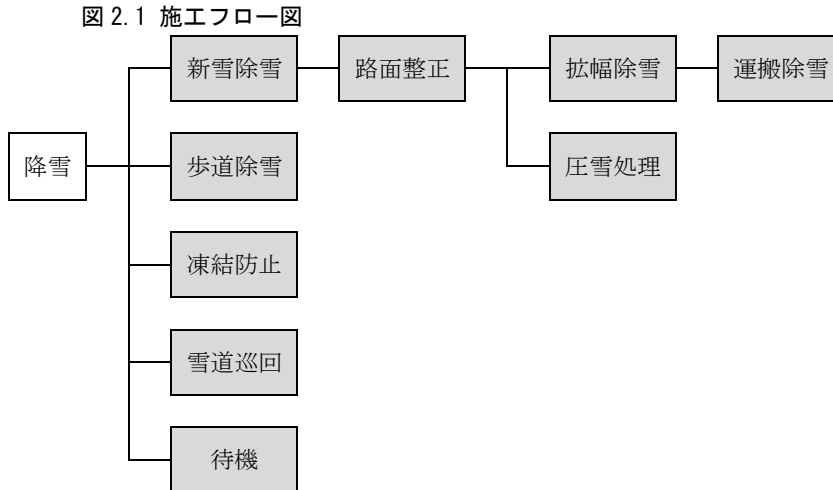 図2.1 施工フロー図
新雪除雪
路面整正
拡幅除雪
運搬除雪
降雪
歩道除雪
圧雪処理
凍結防止
雪道巡回
待機